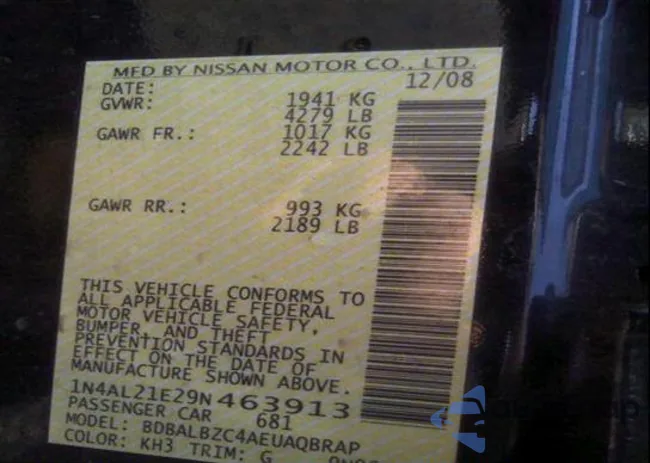 MFD BY NISSAN MOTOR CO., LTD.
DATE: 12/08
GVWR: 1941 KG
4279 LB
GAWR FR.: 1017 KG
2242 LB
GAWR RR.: 993 KG
2189 LB
THIS VEHICLE CONFORMS TO
ALL APPLICABLE FEDERAL
MOTOR VEHICLE SAFETY,
BUMPER, AND THEFT
PREVENTION STANDARDS IN
EFFECT ON THE DATE OF
MANUFACTURE SHOWN ABOVE.
1N4AL21E29N463913
PASSENGER CAR 681
MODEL: BDBALBZC4AEUAQBRAP
COLOR: KH3 TRIM: G